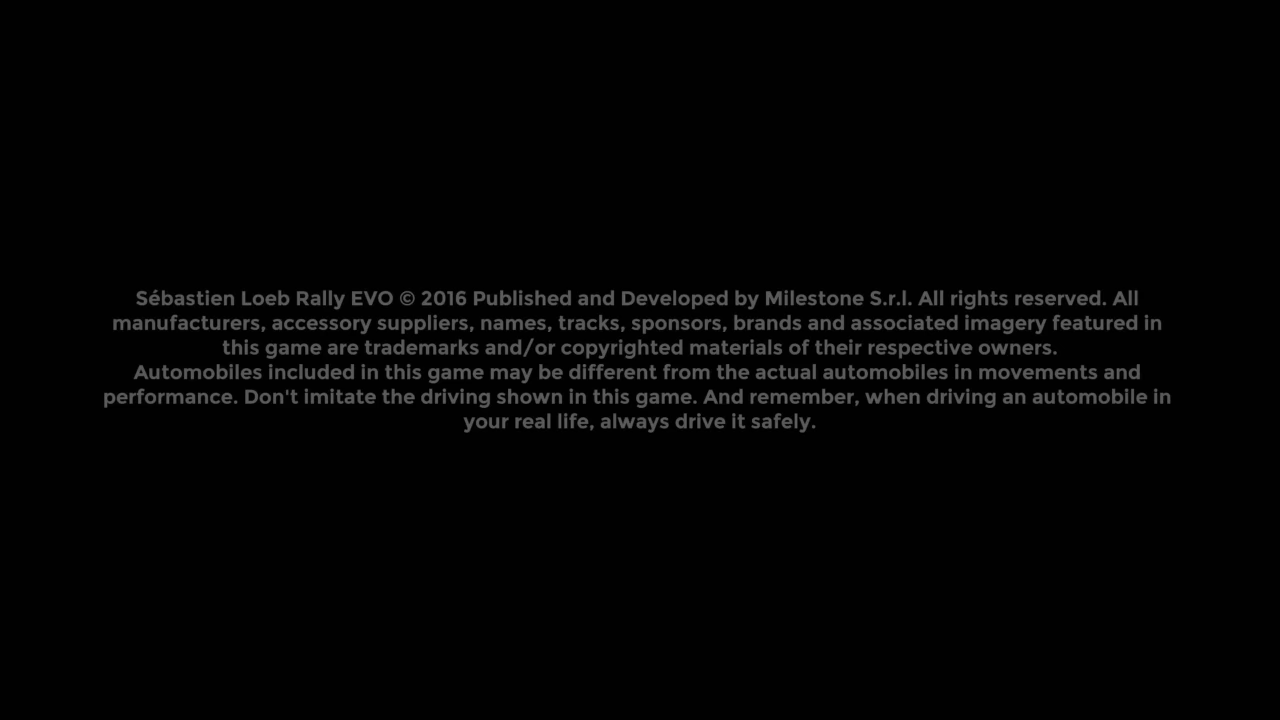 Sébastien Loeb Rally EVO © 2016 Published and Developed by Milestone S.r.l. All rights reserved. All
manufacturers, accessory suppliers, names, tracks, sponsors, brands and associated imagery featured in
this game are trademarks and/or copyrighted materials of their respective owners.
Automobiles included in this game may be different from the actual automobiles in movements and
performance. Don't imitate the driving shown in this game. And remember, when driving an automobile in
your real life, always drive it safely.